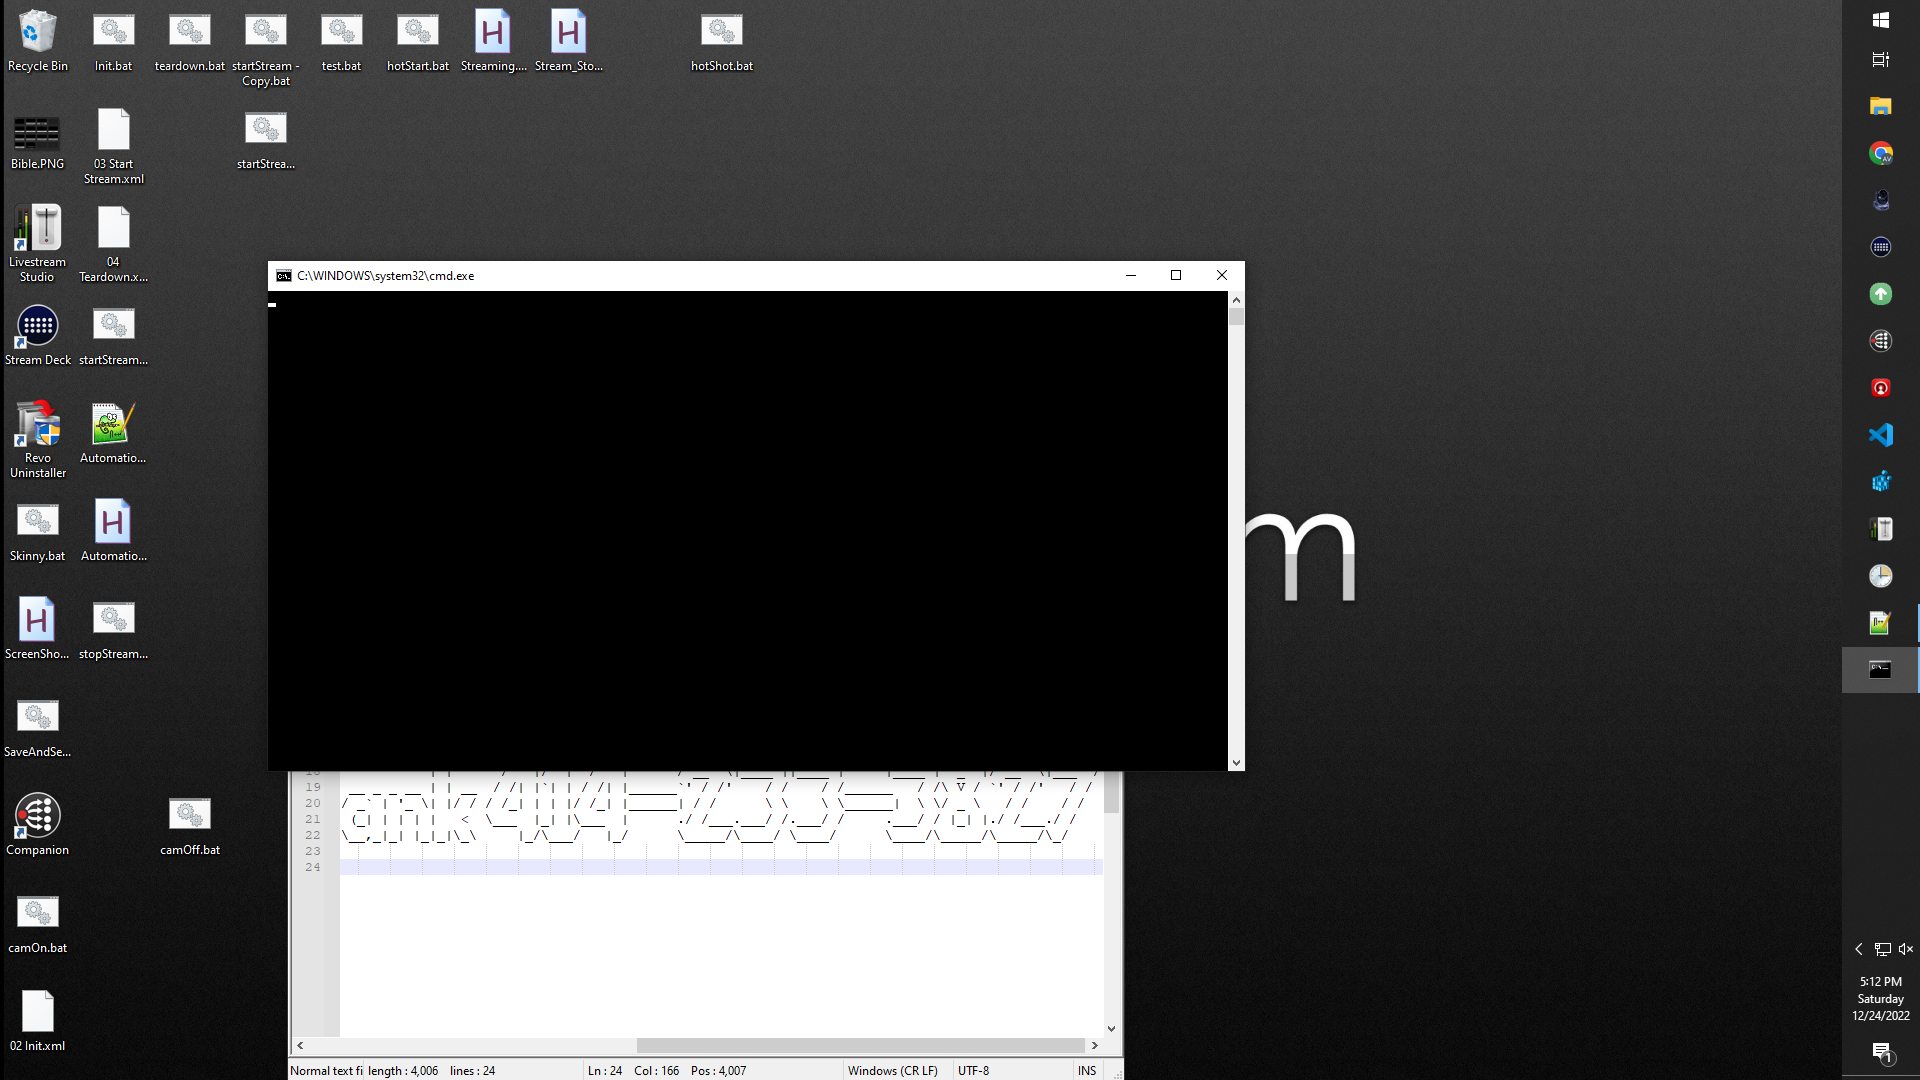 Recycle Bin
Init.bat
teardown.bat
startStream -
Copy.bat
test.bat
hotStart.bat
Streaming....
Stream_Sto...
hotShot.bat
Bible.PNG
03 Start
Stream.xml
startStrea...
Livestream
Studio
04
Teardown.x...
Stream Deck
startStream...
Revo
Uninstaller
Automatio...
Skinny.bat
Automatio...
ScreenSho...
stopStream...
SaveAndSe...
Companion
camOff.bat
camOn.bat
02 Init.xml
C:\WINDOWS\system32\cmd.exe
m
19
20
21
22
23
24
Normal text fi
length : 4,006
lines : 24
Ln : 24
Col : 166
Pos : 4,007
Windows (CR LF)
UTF-8
INS
5:12 PM
Saturday
12/24/2022
1